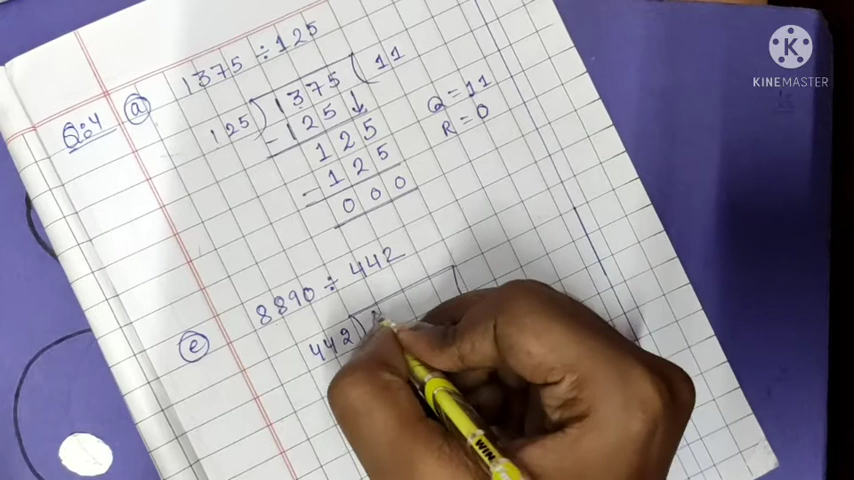 Q:4 (a) 1375 ÷ 125
125 ) 1375 ( 11
- 125 ↓
125
- 125
000
Q = 11
R = 0
(e) 8890 ÷ 442
442 )
K
KINEMASTER
WIN